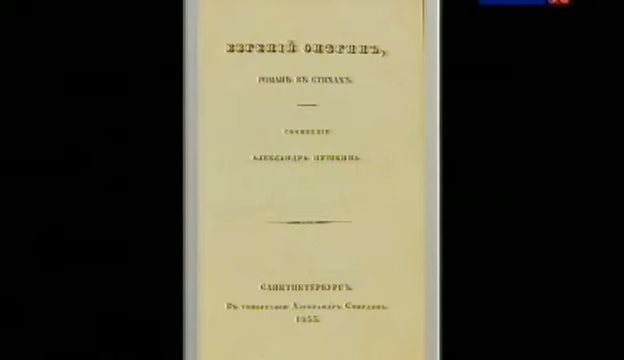 ЕВГЕНІЙ ОНѢГИНЪ,
РОМАНЪ ВЪ СТИХАХЪ.
СОЧИНЕНІЕ
АЛЕКСАНДРА ПУШКИНА.
САНКТПЕТЕРБУРГЪ.
Въ типографіи Александра Смирдина.
1833.